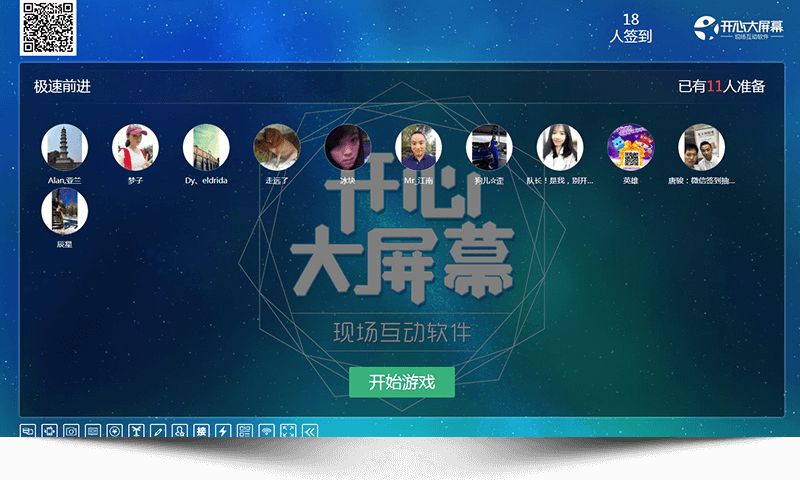 18
人签到
开心大屏幕
现场互动软件
极速前进
已有11人准备
Alan,亚兰
梦子
Dy、eldrida
走远了
冰块
Mr_江南
狗儿☆歪
队长！是我，别开...
英雄
唐骏：微信签到抽...
辰星
开心
大屏幕
现场互动软件
开始游戏
接